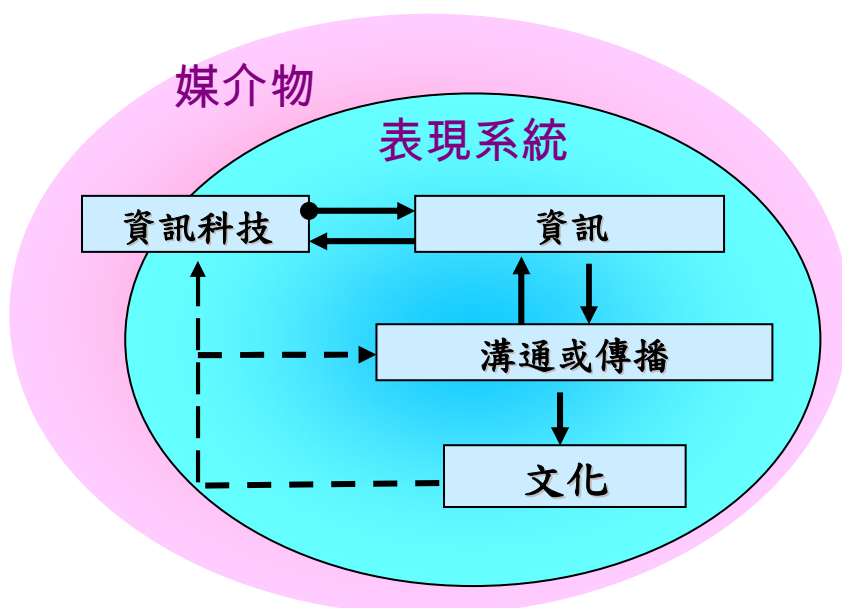 媒介物
表現系統
資訊科技
資訊
溝通或傳播
文化